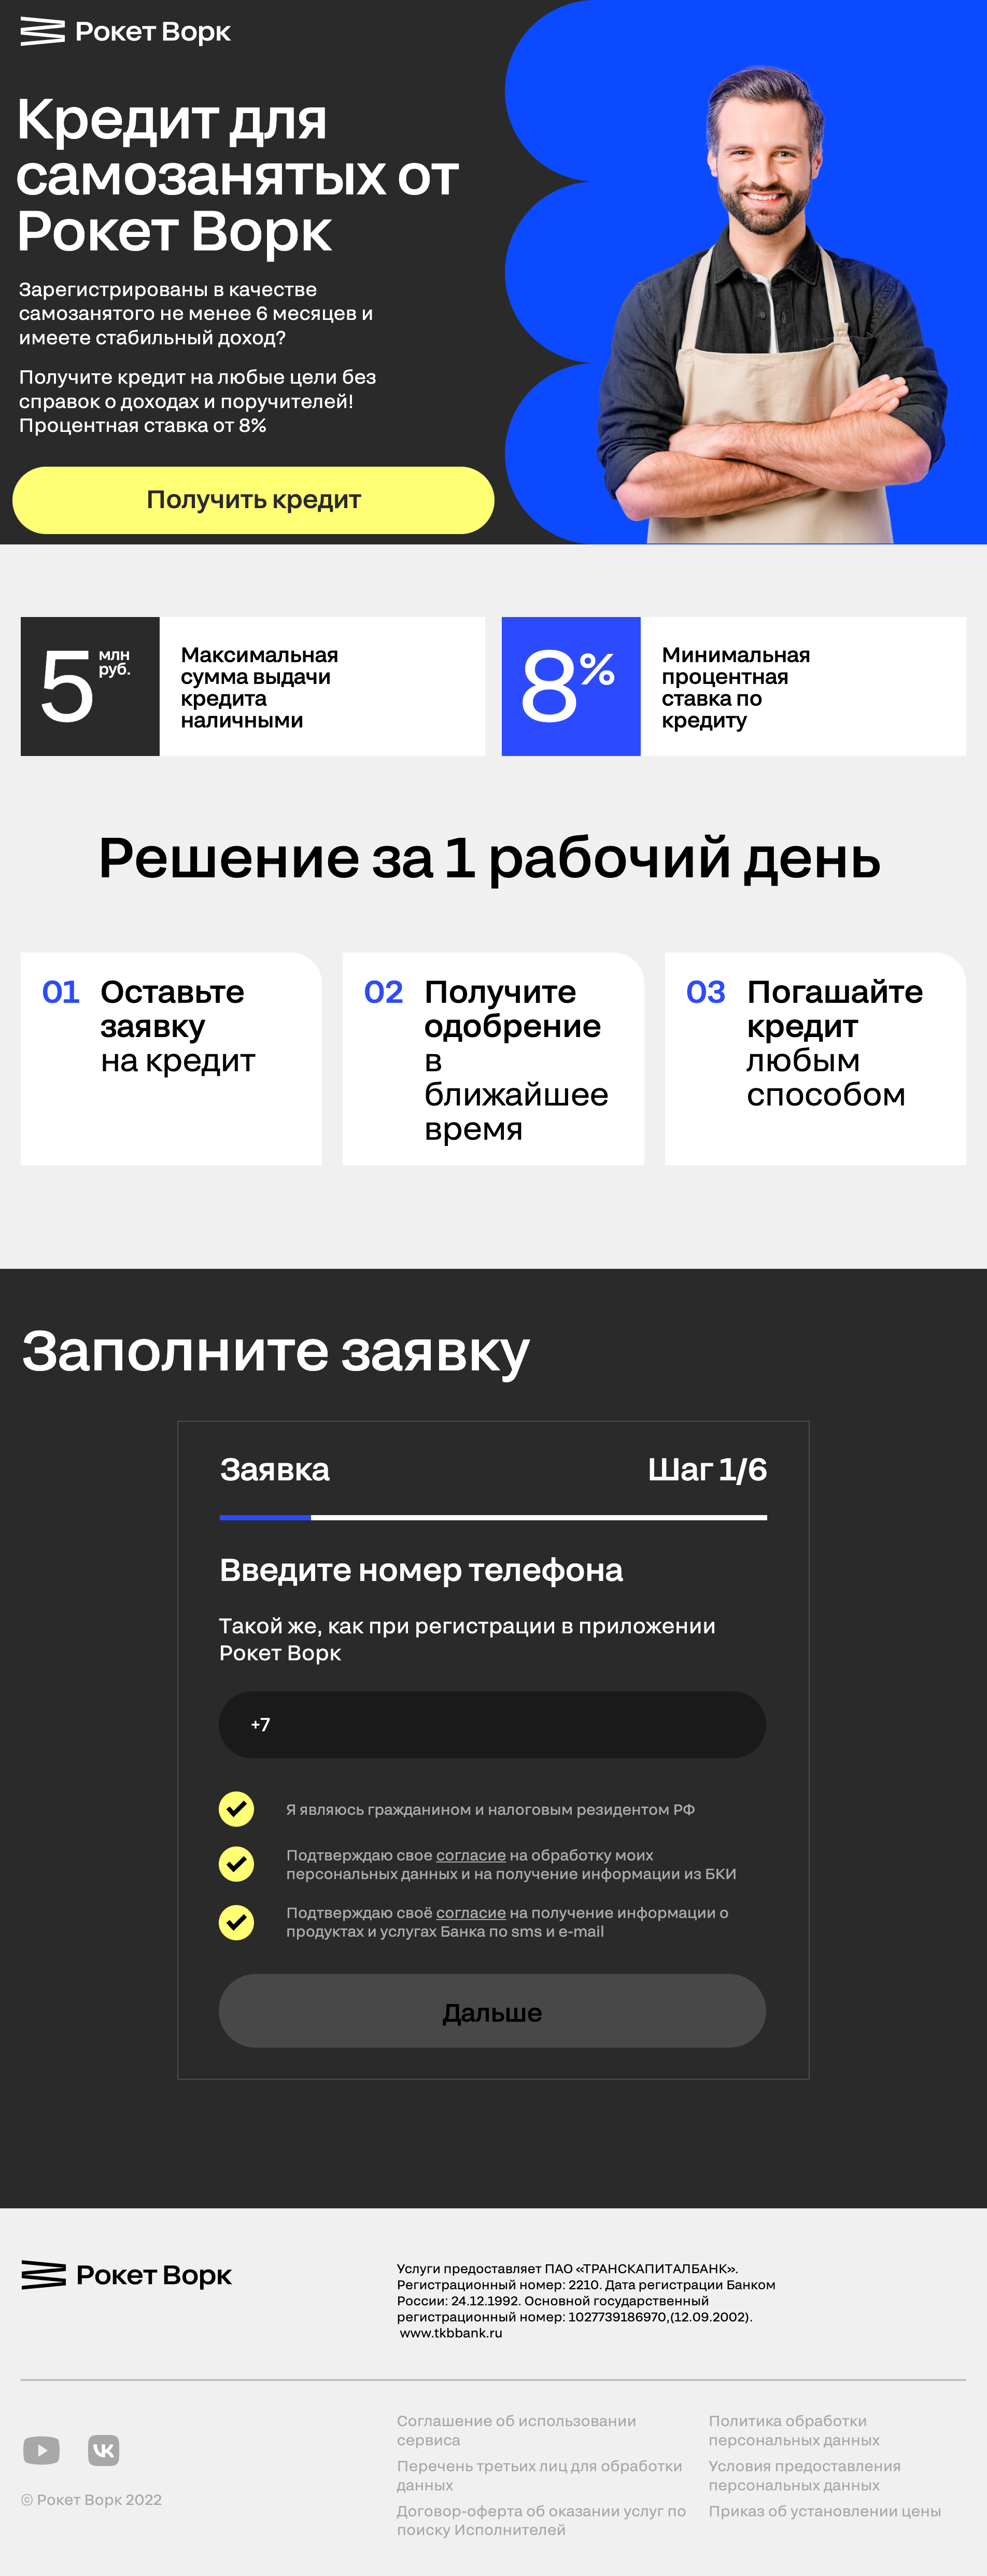 Рокет Ворк
Кредит для
самозанятых от
Рокет Ворк
Зарегистрированы в качестве
самозанятого не менее 6 месяцев и
имеете стабильный доход?
Получите кредит на любые цели без
справок о доходах и поручителей!
Процентная ставка от 8%
Получить кредит
5 млн
руб.
Максимальная
сумма выдачи
кредита
наличными
8%
Минимальная
процентная
ставка по
кредиту
Решение за 1 рабочий день
01 Оставьте
заявку
на кредит
02 Получите
одобрение
в
ближайшее
время
03 Погашайте
кредит
любым
способом
Заполните заявку
Заявка
Шаг 1/6
Введите номер телефона
Такой же, как при регистрации в приложении
Рокет Ворк
+7
Я являюсь гражданином и налоговым резидентом РФ
Подтверждаю свое согласие на обработку моих
персональных данных и на получение информации из БКИ
Подтверждаю своё согласие на получение информации о
продуктах и услугах Банка по sms и e-mail
Дальше
Рокет Ворк
Услуги предоставляет ПАО «ТРАНСКАПИТАЛБАНК».
Регистрационный номер: 2210. Дата регистрации Банком
России: 24.12.1992. Основной государственный
регистрационный номер: 1027739186970,(12.09.2002).
www.tkbbank.ru
© Рокет Ворк 2022
Соглашение об использовании
сервиса
Перечень третьих лиц для обработки
данных
Договор-оферта об оказании услуг по
поиску Исполнителей
Политика обработки
персональных данных
Условия предоставления
персональных данных
Приказ об установлении цены